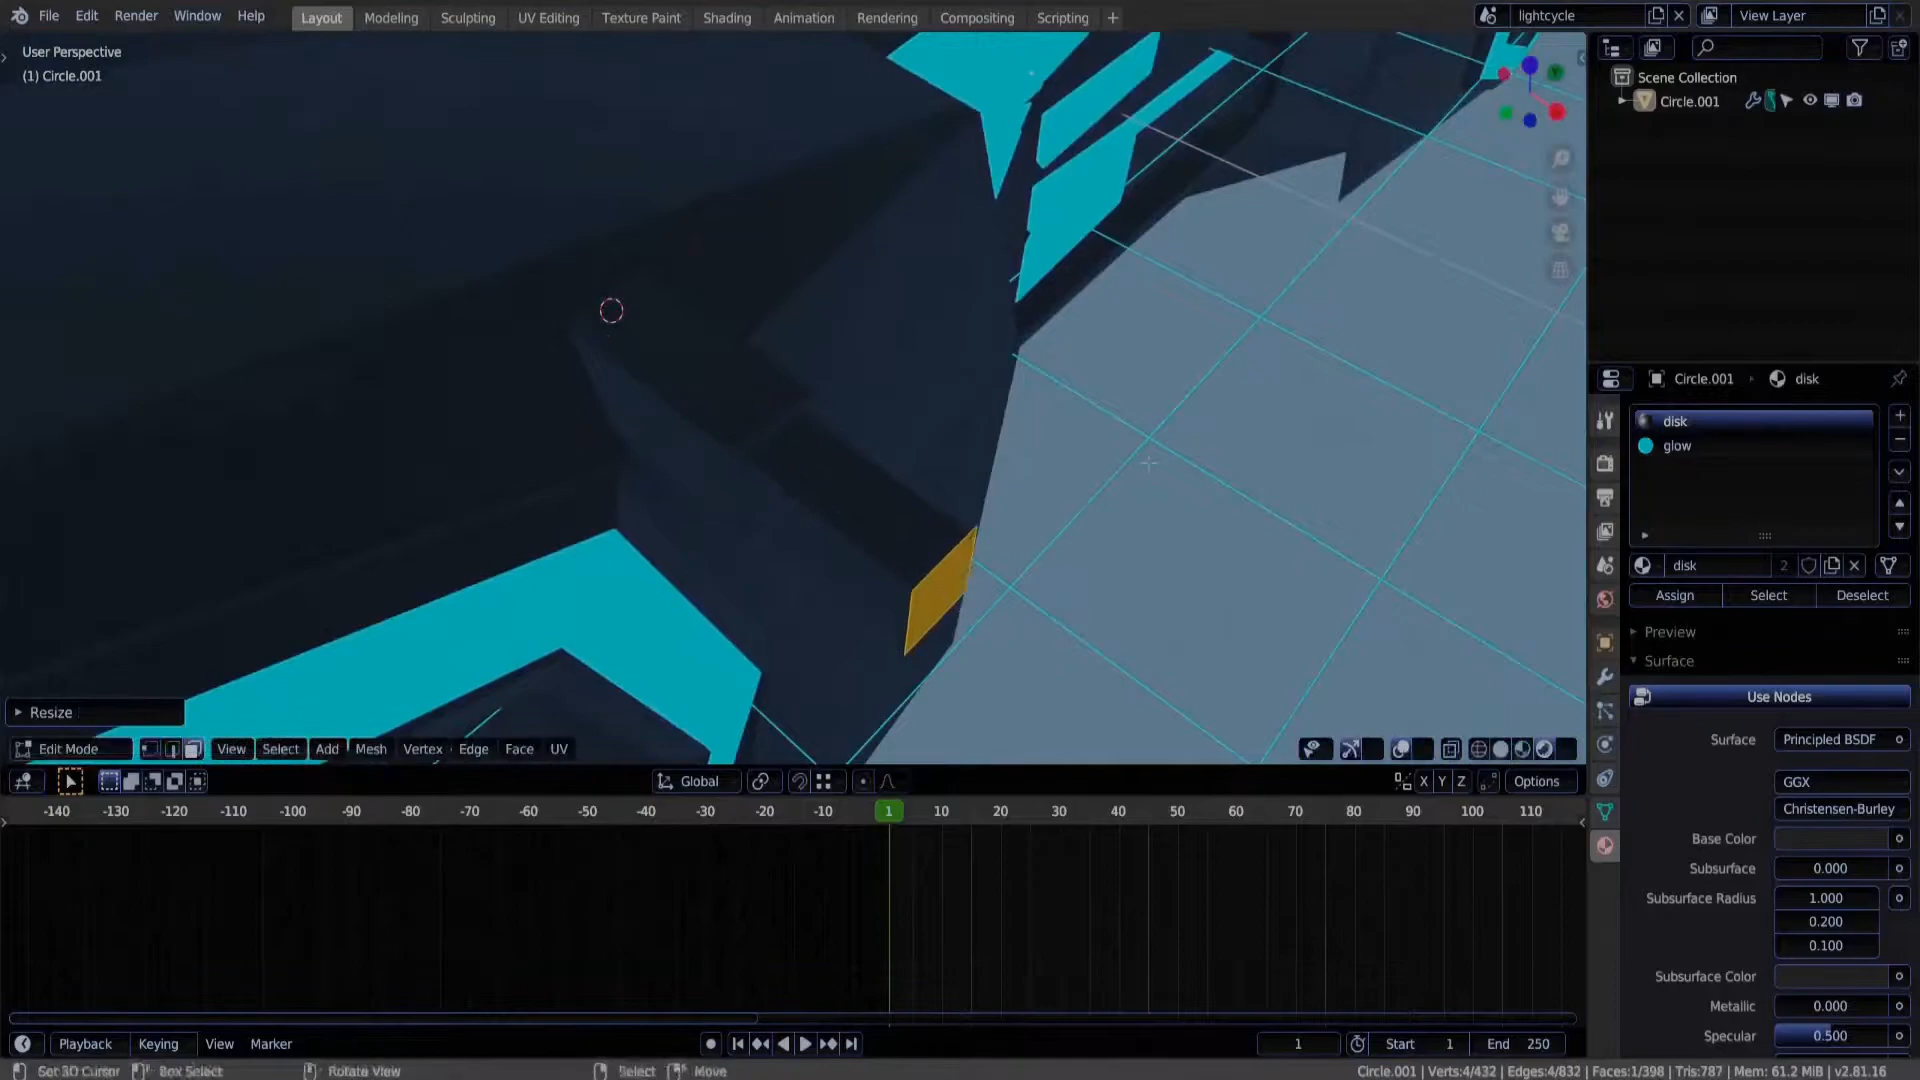 File Edit Render Window Help Layout Modeling Sculpting UV Editing Texture Paint Shading Animation Rendering Compositing Scripting + lightcycle View Layer
User Perspective
(1) Circle.001
Scene Collection
Circle.001
Circle.001 disk
disk
glow
disk 2
Assign Select Deselect
Preview
Surface
Use Nodes
Surface Principled BSDF
GGX
Christensen-Burley
Base Color
Subsurface 0.000
Subsurface Radius 1.000
0.200
0.100
Subsurface Color
Metallic 0.000
Specular 0.500
Resize
Edit Mode View Select Add Mesh Vertex Edge Face UV
Global X Y Z Options
-140 -130 -120 -110 -100 -90 -80 -70 -60 -50 -40 -30 -20 -10 1 10 20 30 40 50 60 70 80 90 100 110
Playback Keying View Marker 1 Start 1 End 250
Set 3D Cursor Box Select Rotate View Select Move Circle.001 | Verts:4/432 | Edges:4/832 | Faces:1/398 | Tris:787 | Mem: 61.2 MiB | v2.81.16